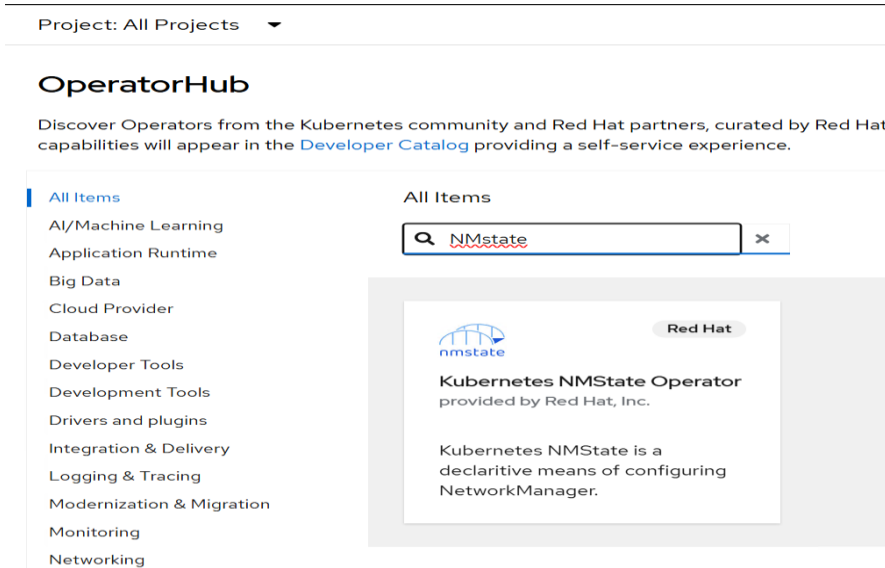 Project: All Projects
OperatorHub
Discover Operators from the Kubernetes community and Red Hat partners, curated by Red Hat
capabilities will appear in the Developer Catalog providing a self-service experience.
All Items
AI/Machine Learning
Application Runtime
Big Data
Cloud Provider
Database
Developer Tools
Development Tools
Drivers and plugins
Integration & Delivery
Logging & Tracing
Modernization & Migration
Monitoring
Networking
All Items
NMstate
Red Hat
nmstate
Kubernetes NMState Operator
provided by Red Hat, Inc.
Kubernetes NMState is a
declaritive means of configuring
NetworkManager.